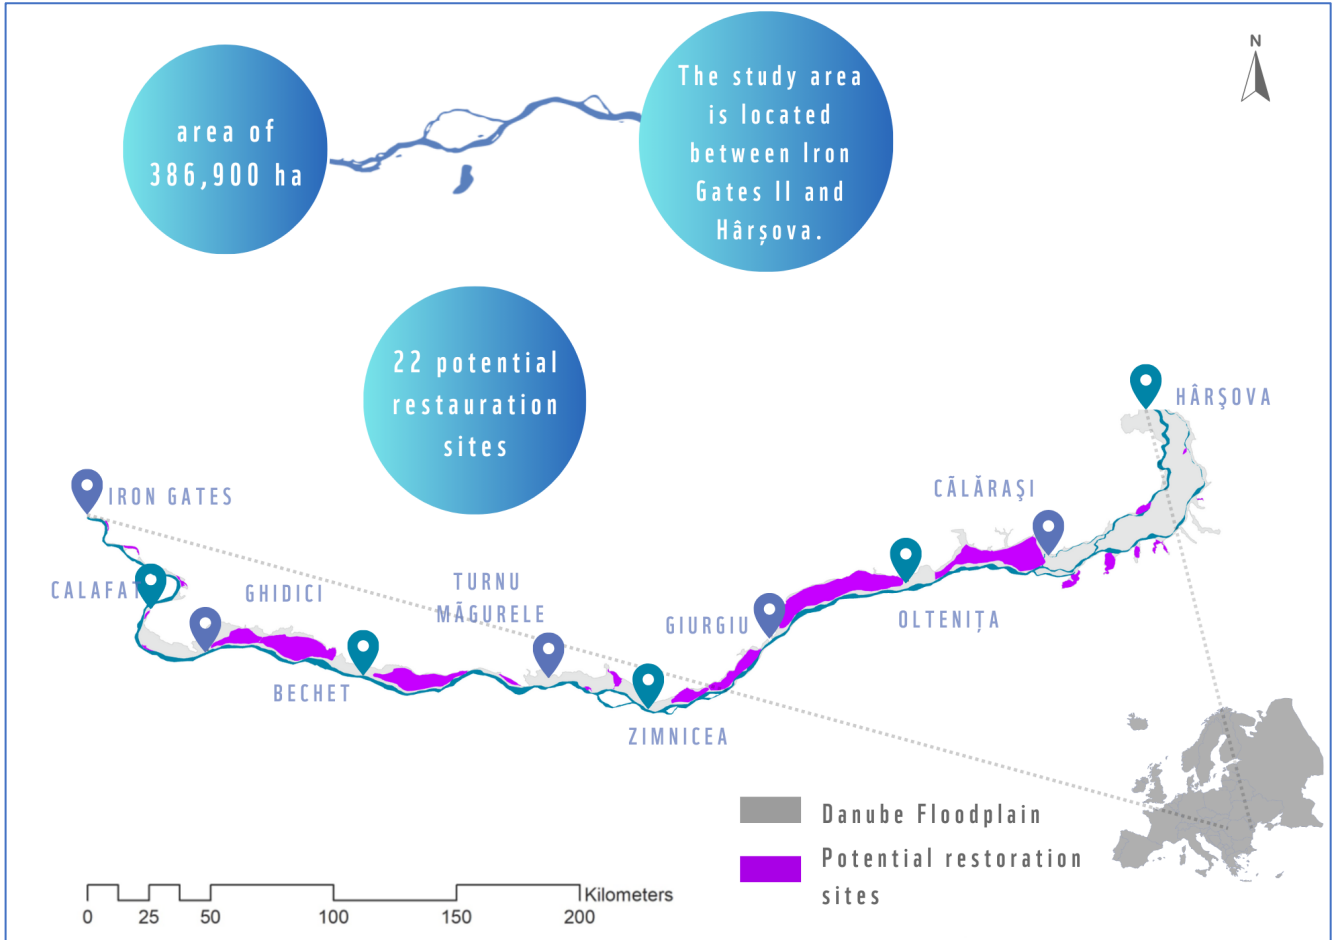 N
area of
386,900 ha
The study area
is located
between Iron
Gates II and
Hârșova.
22 potential
restauration
sites
HÂRŞOVA
IRON GATES
CĂLĂRAŞI
CALAFAT
GHIDICI
TURNU
MĂGURELE
GIURGIU
OLTENIȚA
BECHET
ZIMNICEA
Danube Floodplain
Potential restoration
sites
Kilometers
0 25 50 100 150 200